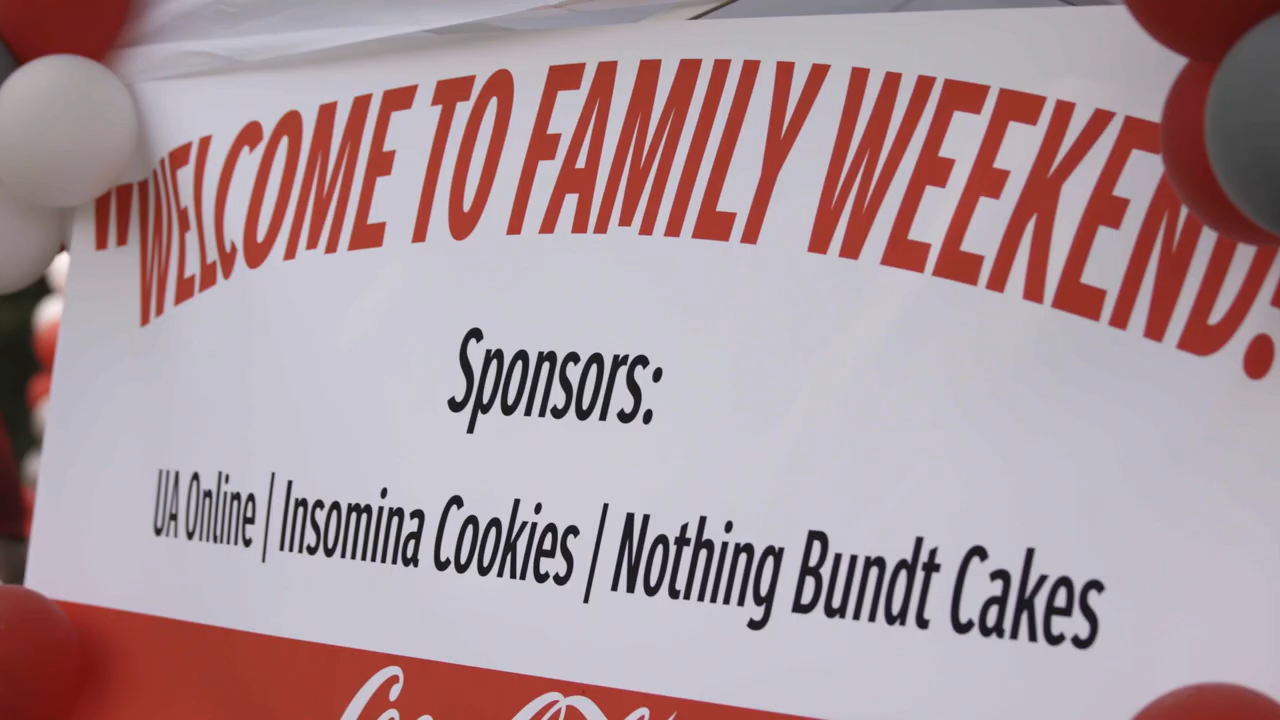 "WELCOME TO FAMILY WEEKEND!
Sponsors:
UA Online | Insomina Cookies | Nothing Bundt Cakes